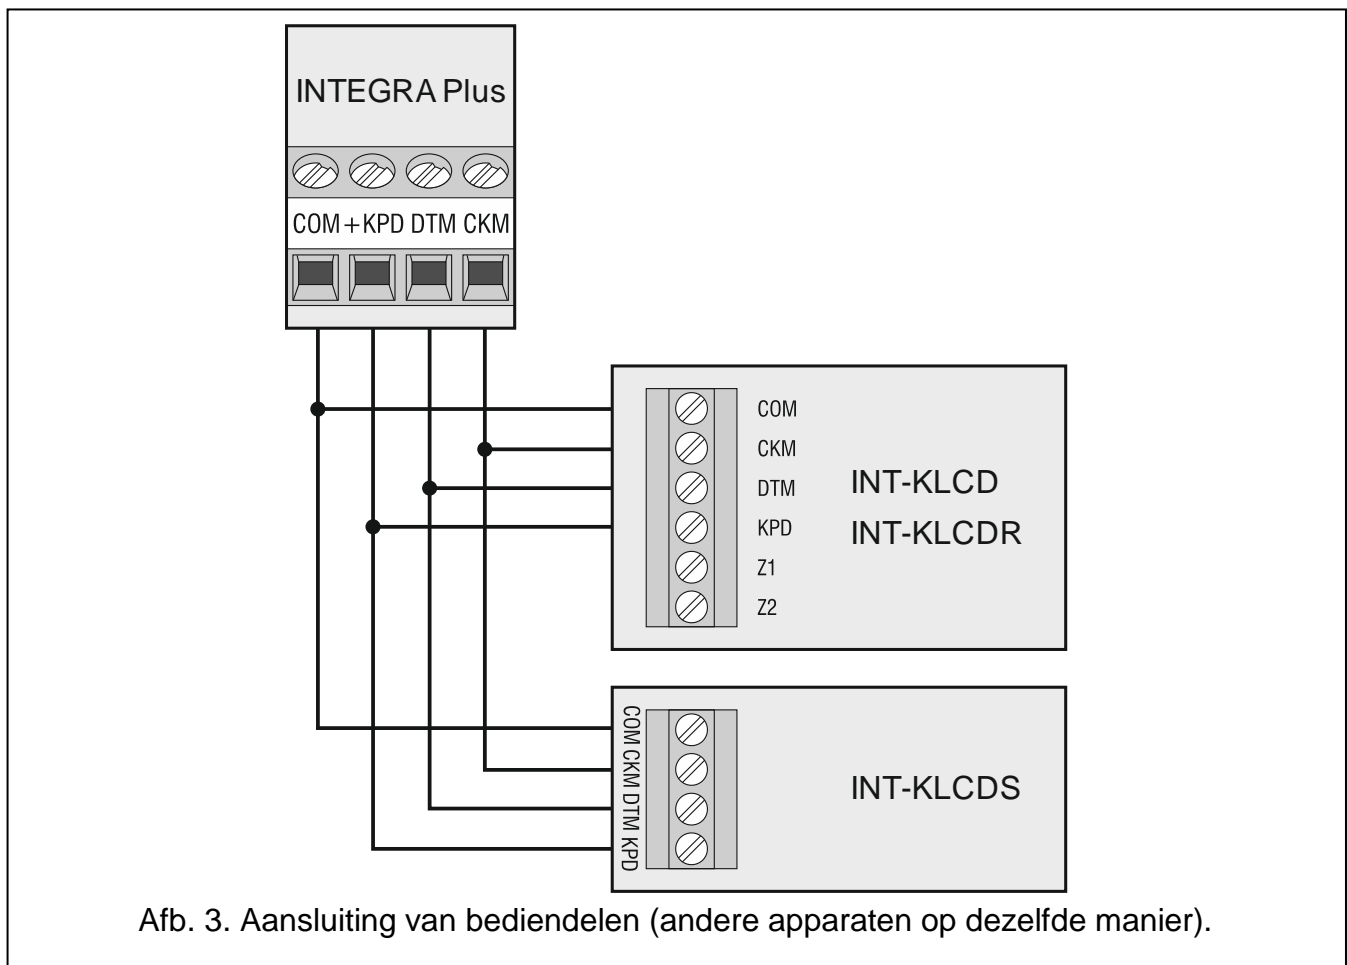 INTEGRA Plus
COM +KPD DTM CKM
COM
CKM
DTM
KPD
Z1
Z2
INT-KLCD
INT-KLCDR
COM CKM DTM KPD
INT-KLCDS
Afb. 3. Aansluiting van bediendelen (andere apparaten op dezelfde manier).